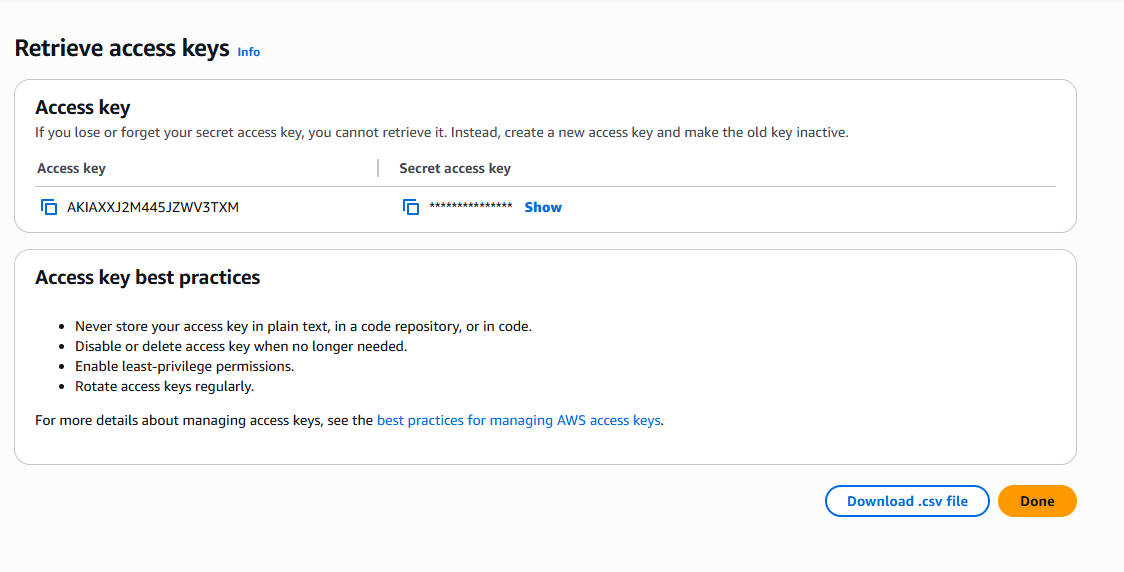 Retrieve access keys Info
Access key
If you lose or forget your secret access key, you cannot retrieve it. Instead, create a new access key and make the old key inactive.
Access key Secret access key
AKIAXXJ2M445JZWV3TXM *************** Show
Access key best practices
• Never store your access key in plain text, in a code repository, or in code.
• Disable or delete access key when no longer needed.
• Enable least-privilege permissions.
• Rotate access keys regularly.
For more details about managing access keys, see the best practices for managing AWS access keys.
Download .csv file Done